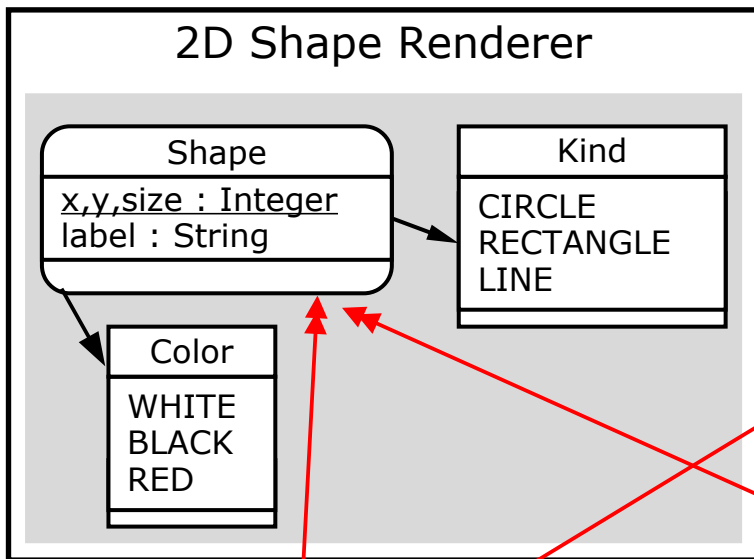 2D Shape Renderer
Shape
x,y,size : Integer
label : String
Kind
CIRCLE
RECTANGLE
LINE
Color
WHITE
BLACK
RED